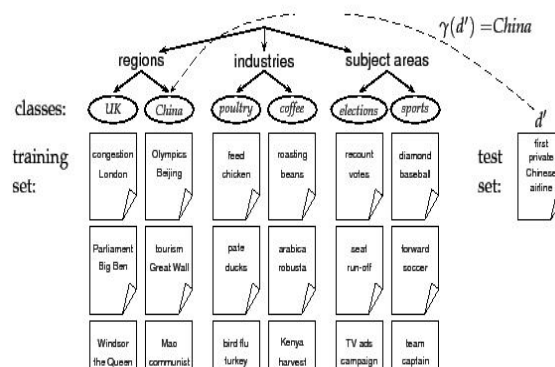 γ(d′) =China
regions industries subject areas
classes: UK China poultry coffee elections sports
d′
training set:
congestion London
Olympics Beijing
feed chicken
roasting beans
recount votes
diamond baseball
test set:
first private Chinese airline
Parliament Big Ben
tourism Great Wall
pate ducks
arabica robusta
seat run-off
forward soccer
Windsor the Queen
Mao communist
bird flu turkey
Kenya harvest
TV ads campaign
team captain